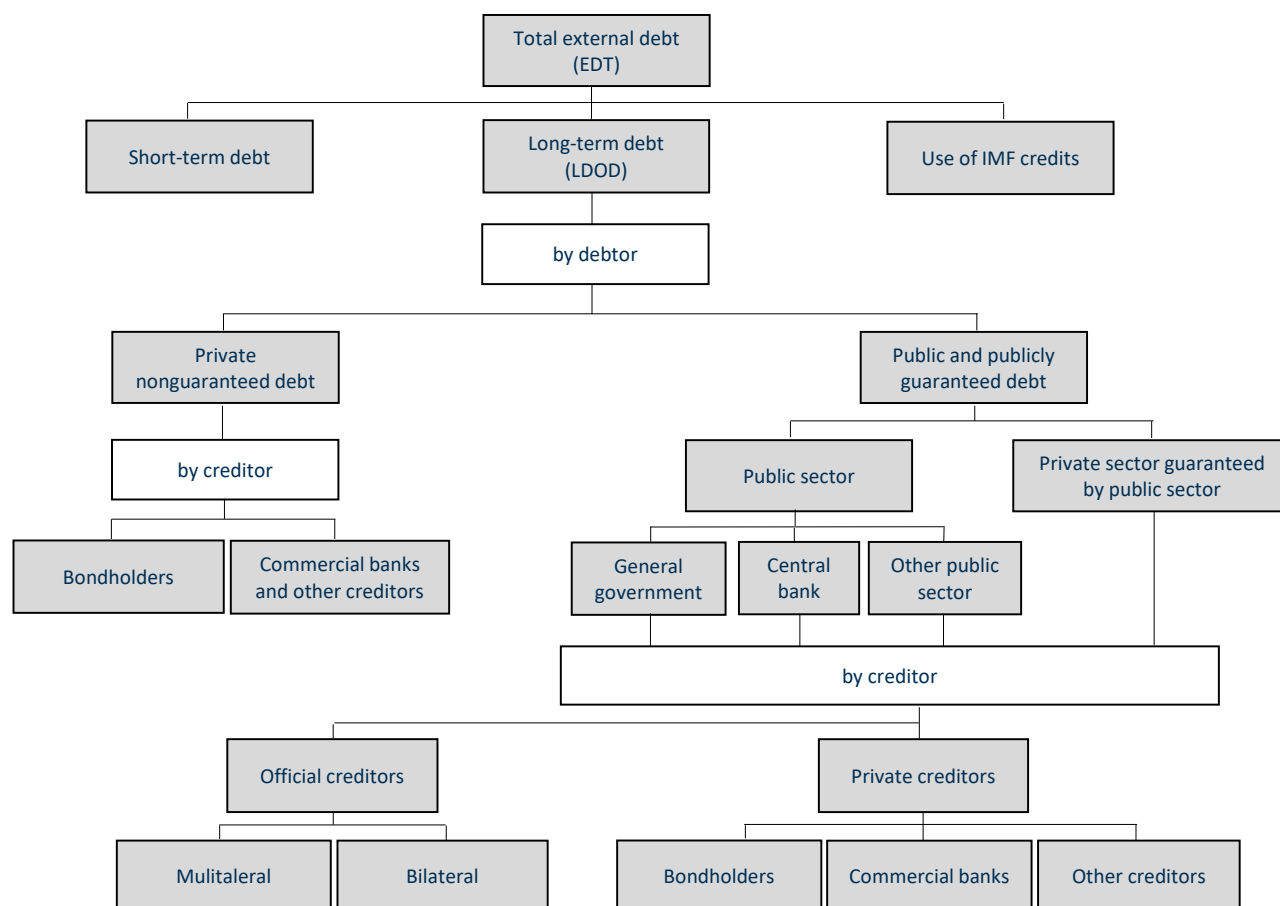 Total external debt
(EDT)
Short-term debt
Long-term debt
(LDOD)
Use of IMF credits
by debtor
Private
nonguaranteed debt
Public and publicly
guaranteed debt
by creditor
Public sector
Private sector guaranteed
by public sector
Bondholders
Commercial banks
and other creditors
General
government
Central
bank
Other public
sector
by creditor
Official creditors
Private creditors
Mulitaleral
Bilateral
Bondholders
Commercial banks
Other creditors